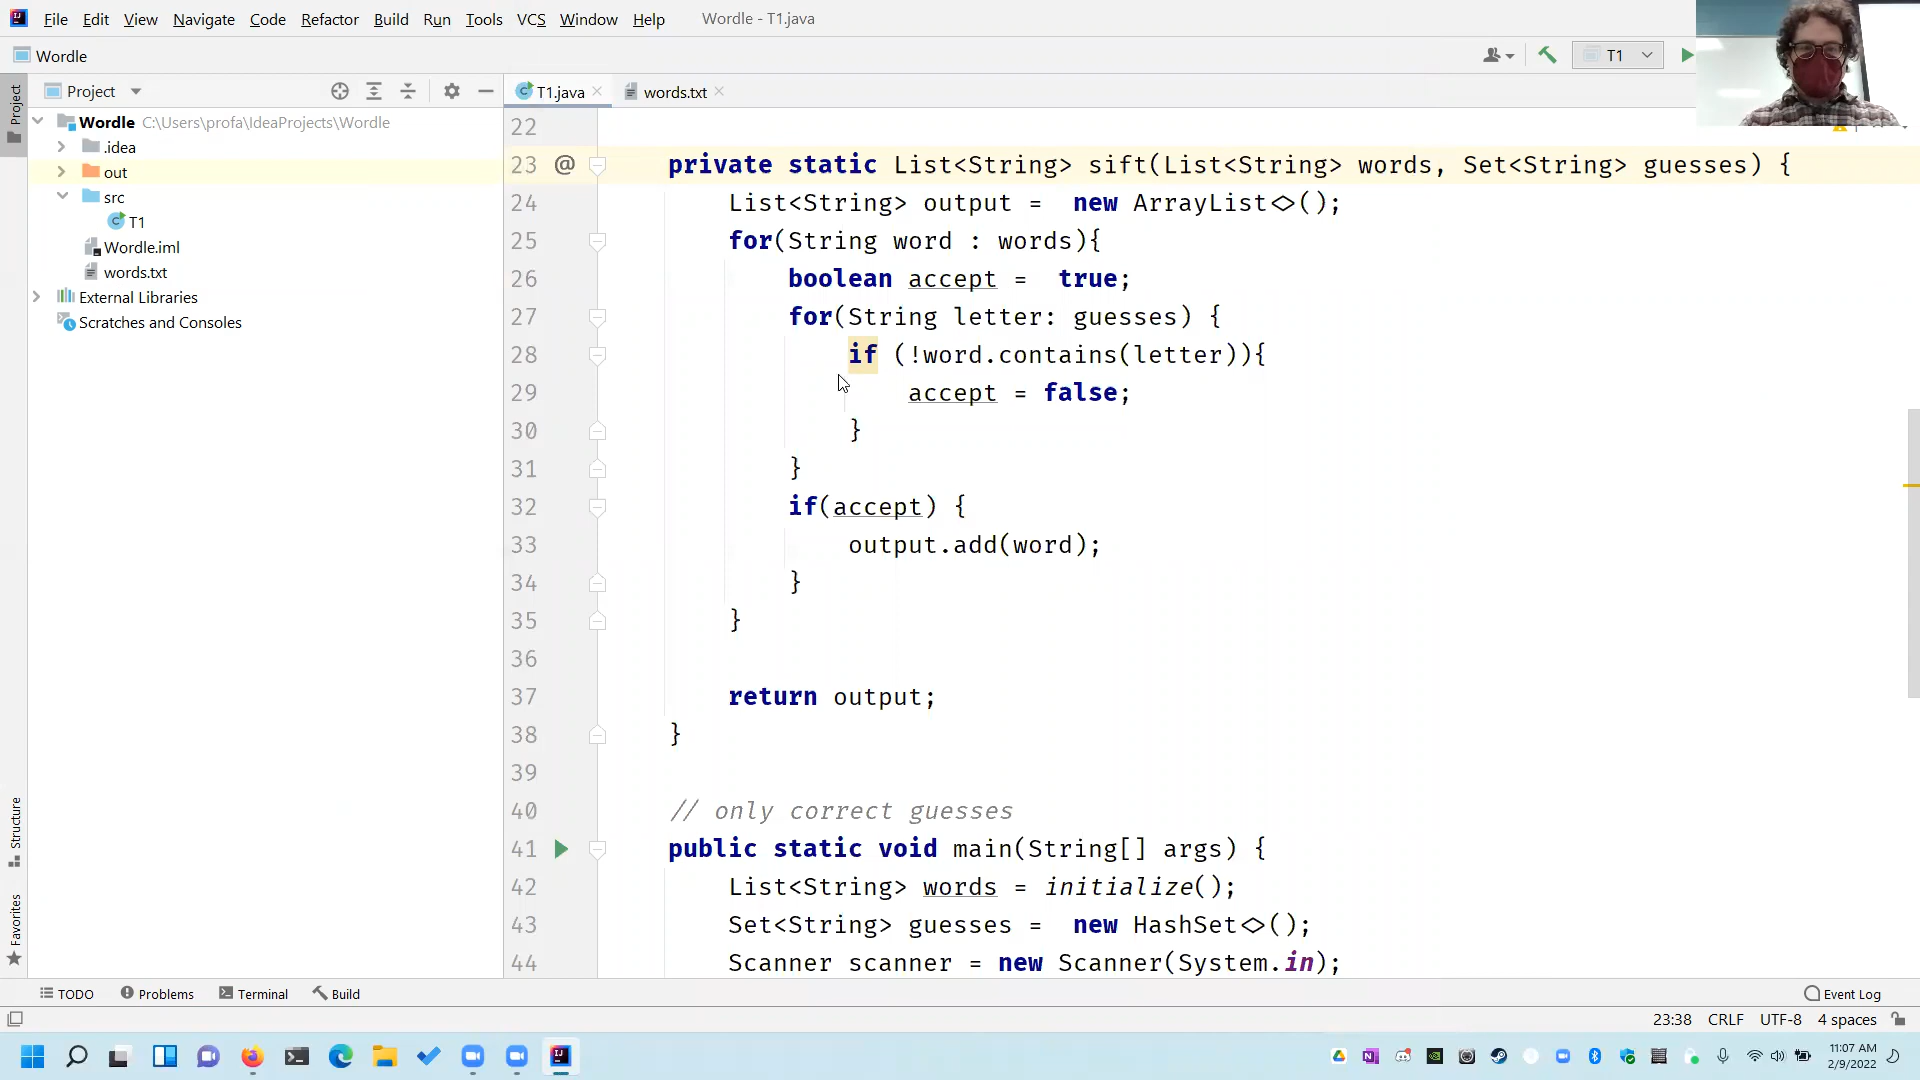 File Edit View Navigate Code Refactor Build Run Tools VCS Window Help Wordle - T1.java
Wordle
T1
Project
T1.java
words.txt
Project
Wordle C:\Users\profa\IdeaProjects\Wordle
.idea
out
src
T1
Wordle.iml
words.txt
External Libraries
Scratches and Consoles
Structure
Favorites
22
23 @ private static List<String> sift(List<String> words, Set<String> guesses) {
24 List<String> output = new ArrayList<>();
25 for(String word : words){
26 boolean accept = true;
27 for(String letter: guesses) {
28 if (!word.contains(letter)){
29 accept = false;
30 }
31 }
32 if(accept) {
33 output.add(word);
34 }
35 }
36
37 return output;
38 }
39
40 // only correct guesses
41 public static void main(String[] args) {
42 List<String> words = initialize();
43 Set<String> guesses = new HashSet<>();
44 Scanner scanner = new Scanner(System.in);
TODO Problems Terminal Build Event Log
23:38 CRLF UTF-8 4 spaces
11:07 AM
2/9/2022